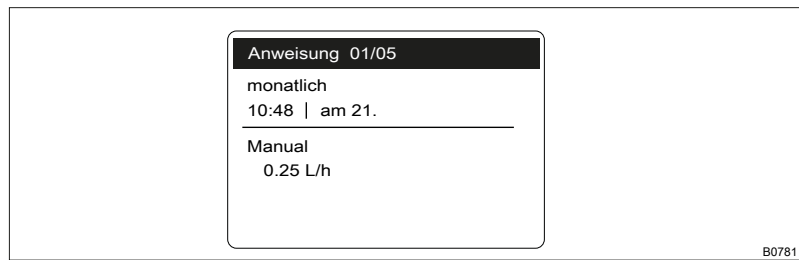 Anweisung 01/05
monatlich
10:48 | am 21.
Manual
0.25 L/h
B0781